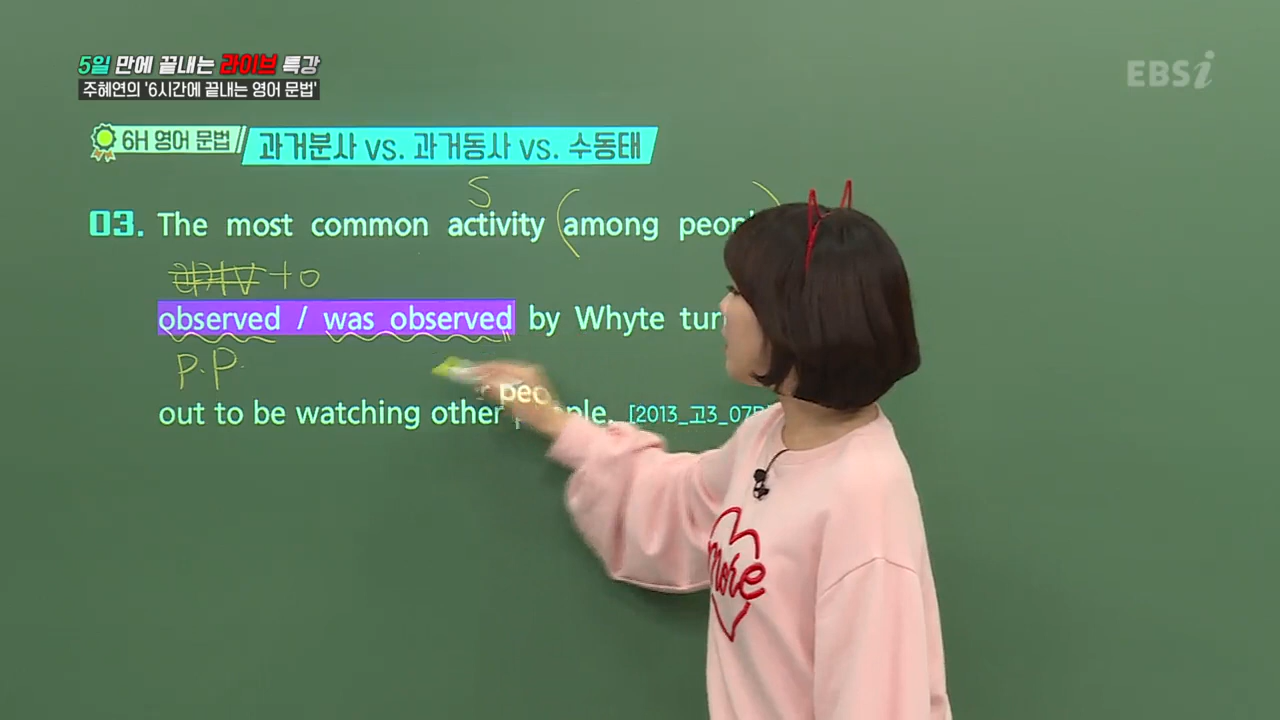 5일 만에 끝내는 라이브 특강
주혜연의 '6시간에 끝내는 영어 문법'
EBSi
6H 영어 문법
과거분사 vs. 과거동사 vs. 수동태
S
03. The most common activity (among
+ o
observed / was observed by Whyte
p.p.
out to be watching other
[2013_고3_07
More